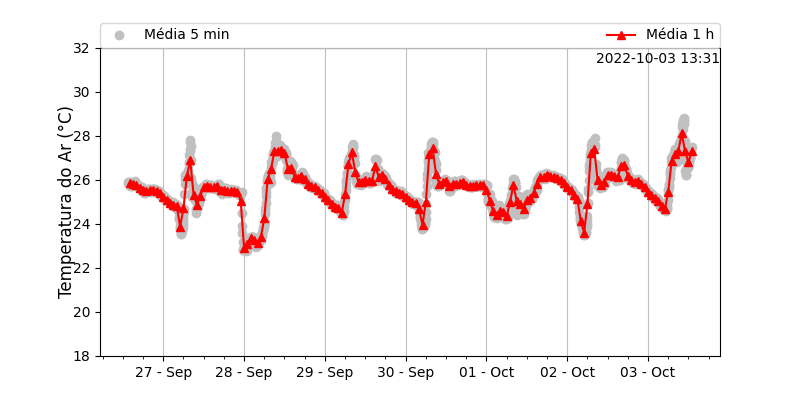 Média 5 min
Média 1 h
2022-10-03 13:31
Temperatura do Ar (°C)
32
30
28
26
24
22
20
18
27 - Sep
28 - Sep
29 - Sep
30 - Sep
01 - Oct
02 - Oct
03 - Oct